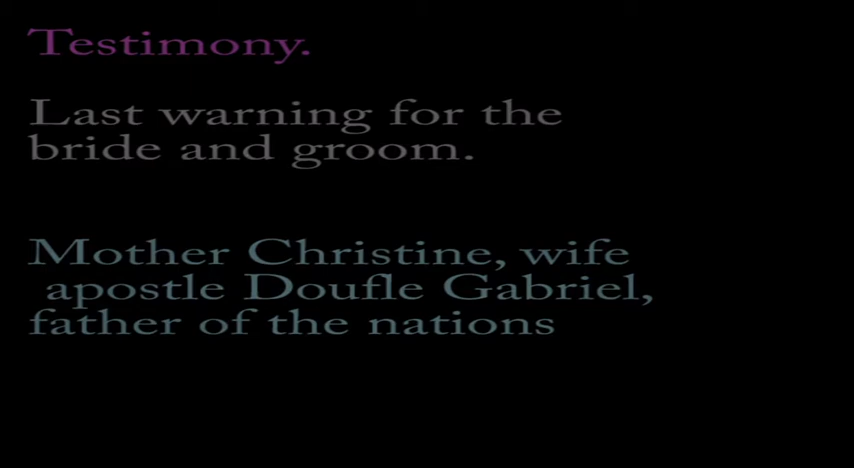 Testimony.
Last warning for the
bride and groom.
Mother Christine, wife
apostle Doufle Gabriel,
father of the nations